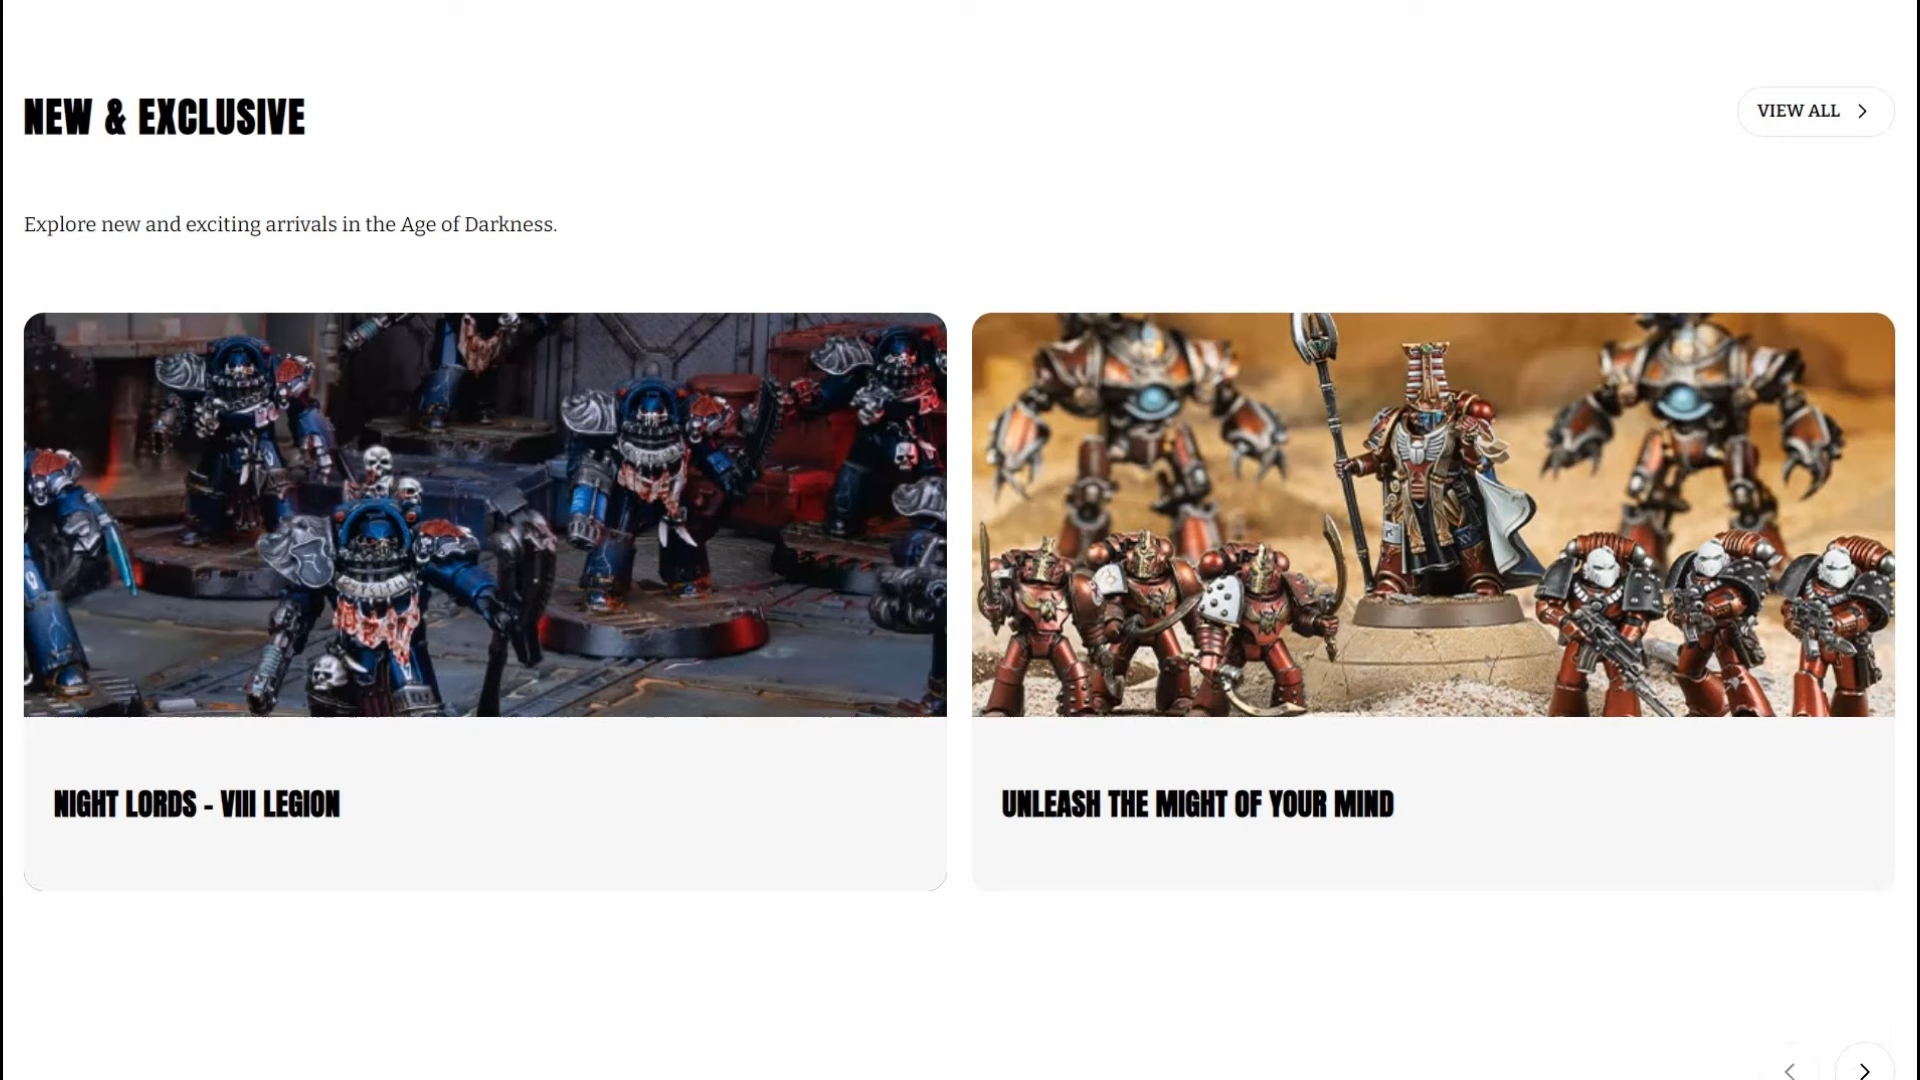 NEW & EXCLUSIVE
VIEW ALL
Explore new and exciting arrivals in the Age of Darkness.
NIGHT LORDS - VIII LEGION
UNLEASH THE MIGHT OF YOUR MIND